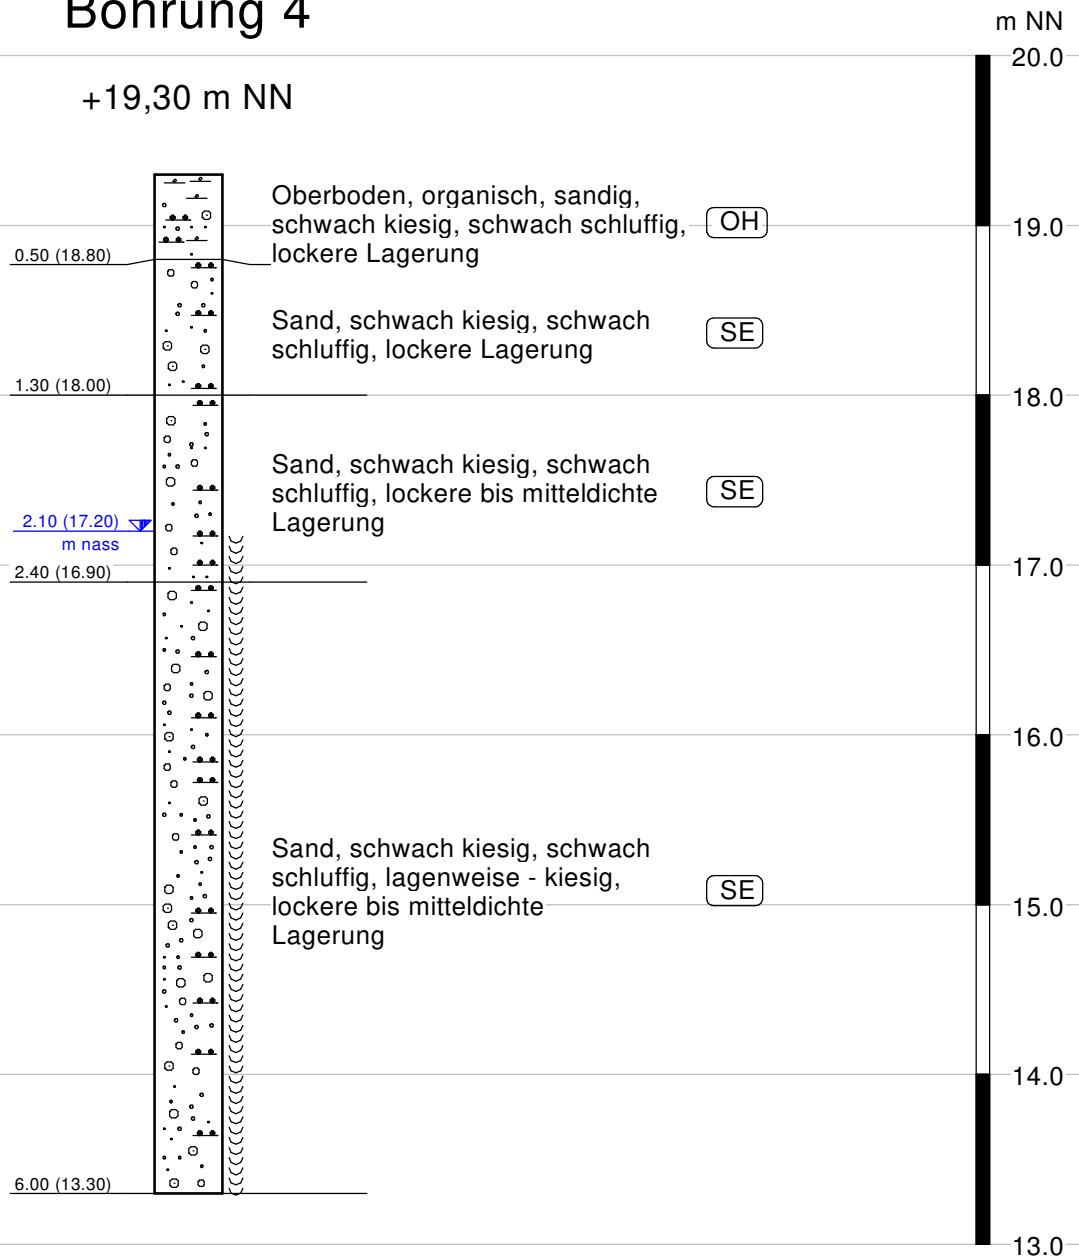 Bohrung 4
m NN
20.0
+19,30 m NN
Oberboden, organisch, sandig,
schwach kiesig, schwach schluffig,
lockere Lagerung
OH
19.0
0.50 (18.80)
Sand, schwach kiesig, schwach
schluffig, lockere Lagerung
SE
1.30 (18.00)
18.0
Sand, schwach kiesig, schwach
schluffig, lockere bis mitteldichte
Lagerung
SE
2.10 (17.20)
m nass
2.40 (16.90)
17.0
16.0
Sand, schwach kiesig, schwach
schluffig, lagenweise - kiesig,
lockere bis mitteldichte
Lagerung
SE
15.0
14.0
6.00 (13.30)
13.0